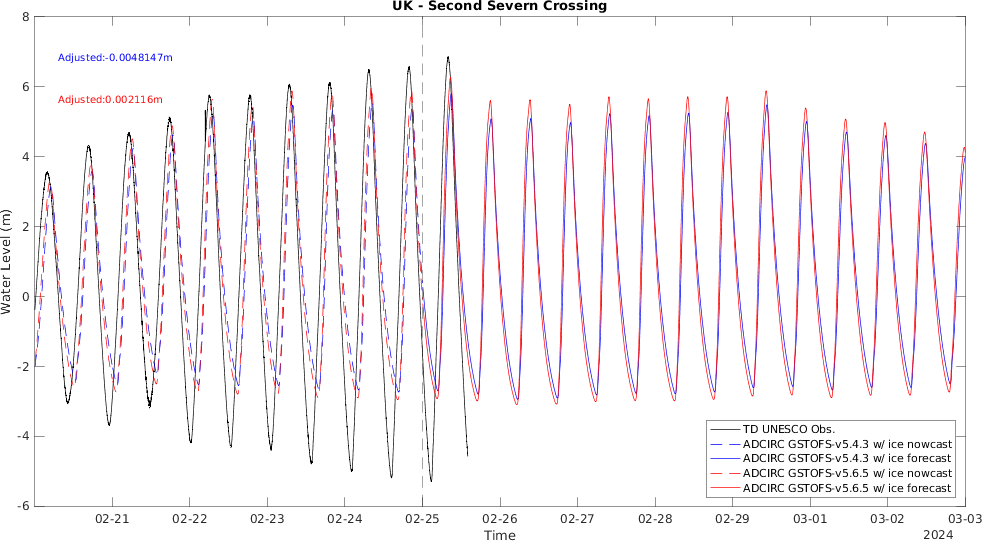 UK - Second Severn Crossing
8
6
4
2
0
-2
-4
-6
Water Level (m)
Adjusted:-0.0048147m
Adjusted:0.002116m
TD UNESCO Obs.
ADCIRC GSTOFS-v5.4.3 w/ ice nowcast
ADCIRC GSTOFS-v5.4.3 w/ ice forecast
ADCIRC GSTOFS-v5.6.5 w/ ice nowcast
ADCIRC GSTOFS-v5.6.5 w/ ice forecast
02-21 02-22 02-23 02-24 02-25 02-26 02-27 02-28 02-29 03-01 03-02 03-03
Time
2024